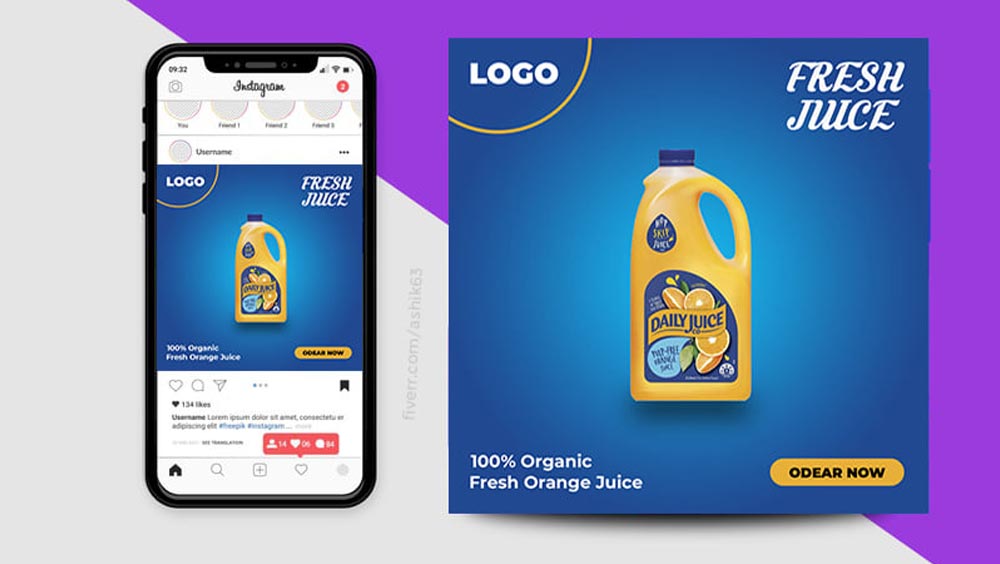 09:32
Instagram
2
You
Friend 1
Friend 2
Friend 3
Username
LOGO
FRESH
JUICE
DAILY JUICE
100% Organic
Fresh Orange Juice
ODEAR NOW
134 likes
Username Lorem ipsum dolor sit amet, consectetur er
adipiscing elit #freepik #instagram.... more
SEE TRANSLATION
14 06 84
fiverr.com/ashik63
LOGO
FRESH
JUICE
HOP
SKIP
JUICE
DAILY JUICE
CO
PULP-FREE
ORANGE
JUICE
100% Organic
Fresh Orange Juice
ODEAR NOW